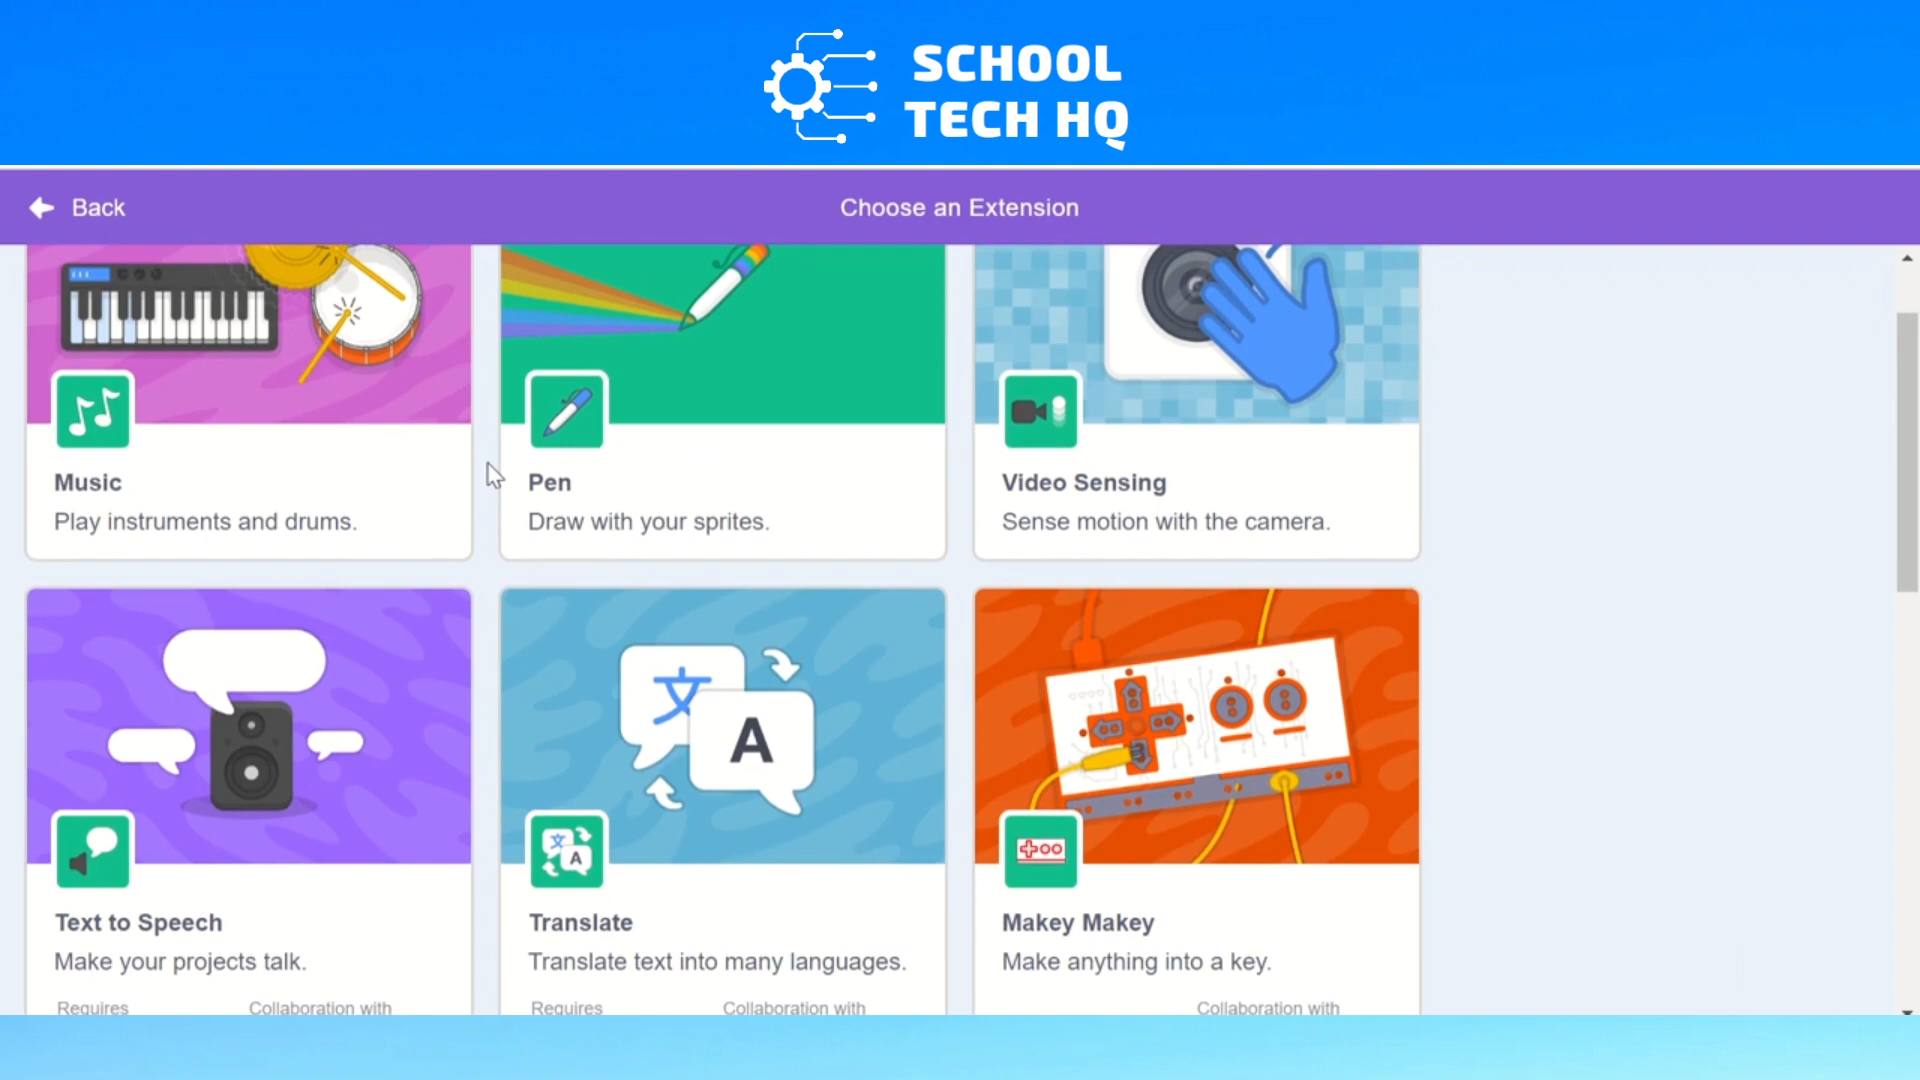 SCHOOL
TECH HQ
Back
Choose an Extension
Music
Play instruments and drums.
Pen
Draw with your sprites.
Video Sensing
Sense motion with the camera.
文
A
文
A
Text to Speech
Make your projects talk.
Requires
Collaboration with
Translate
Translate text into many languages.
Requires
Collaboration with
Makey Makey
Make anything into a key.
Collaboration with